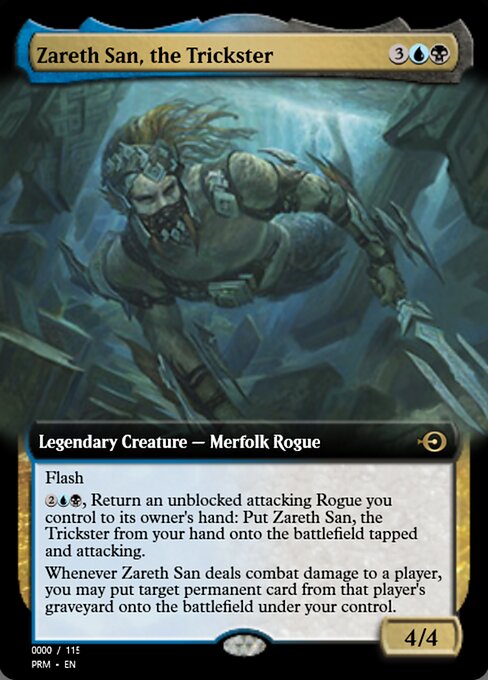 Zareth San, the Trickster 3
Legendary Creature — Merfolk Rogue
Flash
2, Return an unblocked attacking Rogue you
control to its owner's hand: Put Zareth San, the
Trickster from your hand onto the battlefield tapped
and attacking.
Whenever Zareth San deals combat damage to a player,
you may put target permanent card from that player's
graveyard onto the battlefield under your control.
4/4
0000 / 115
PRM • EN